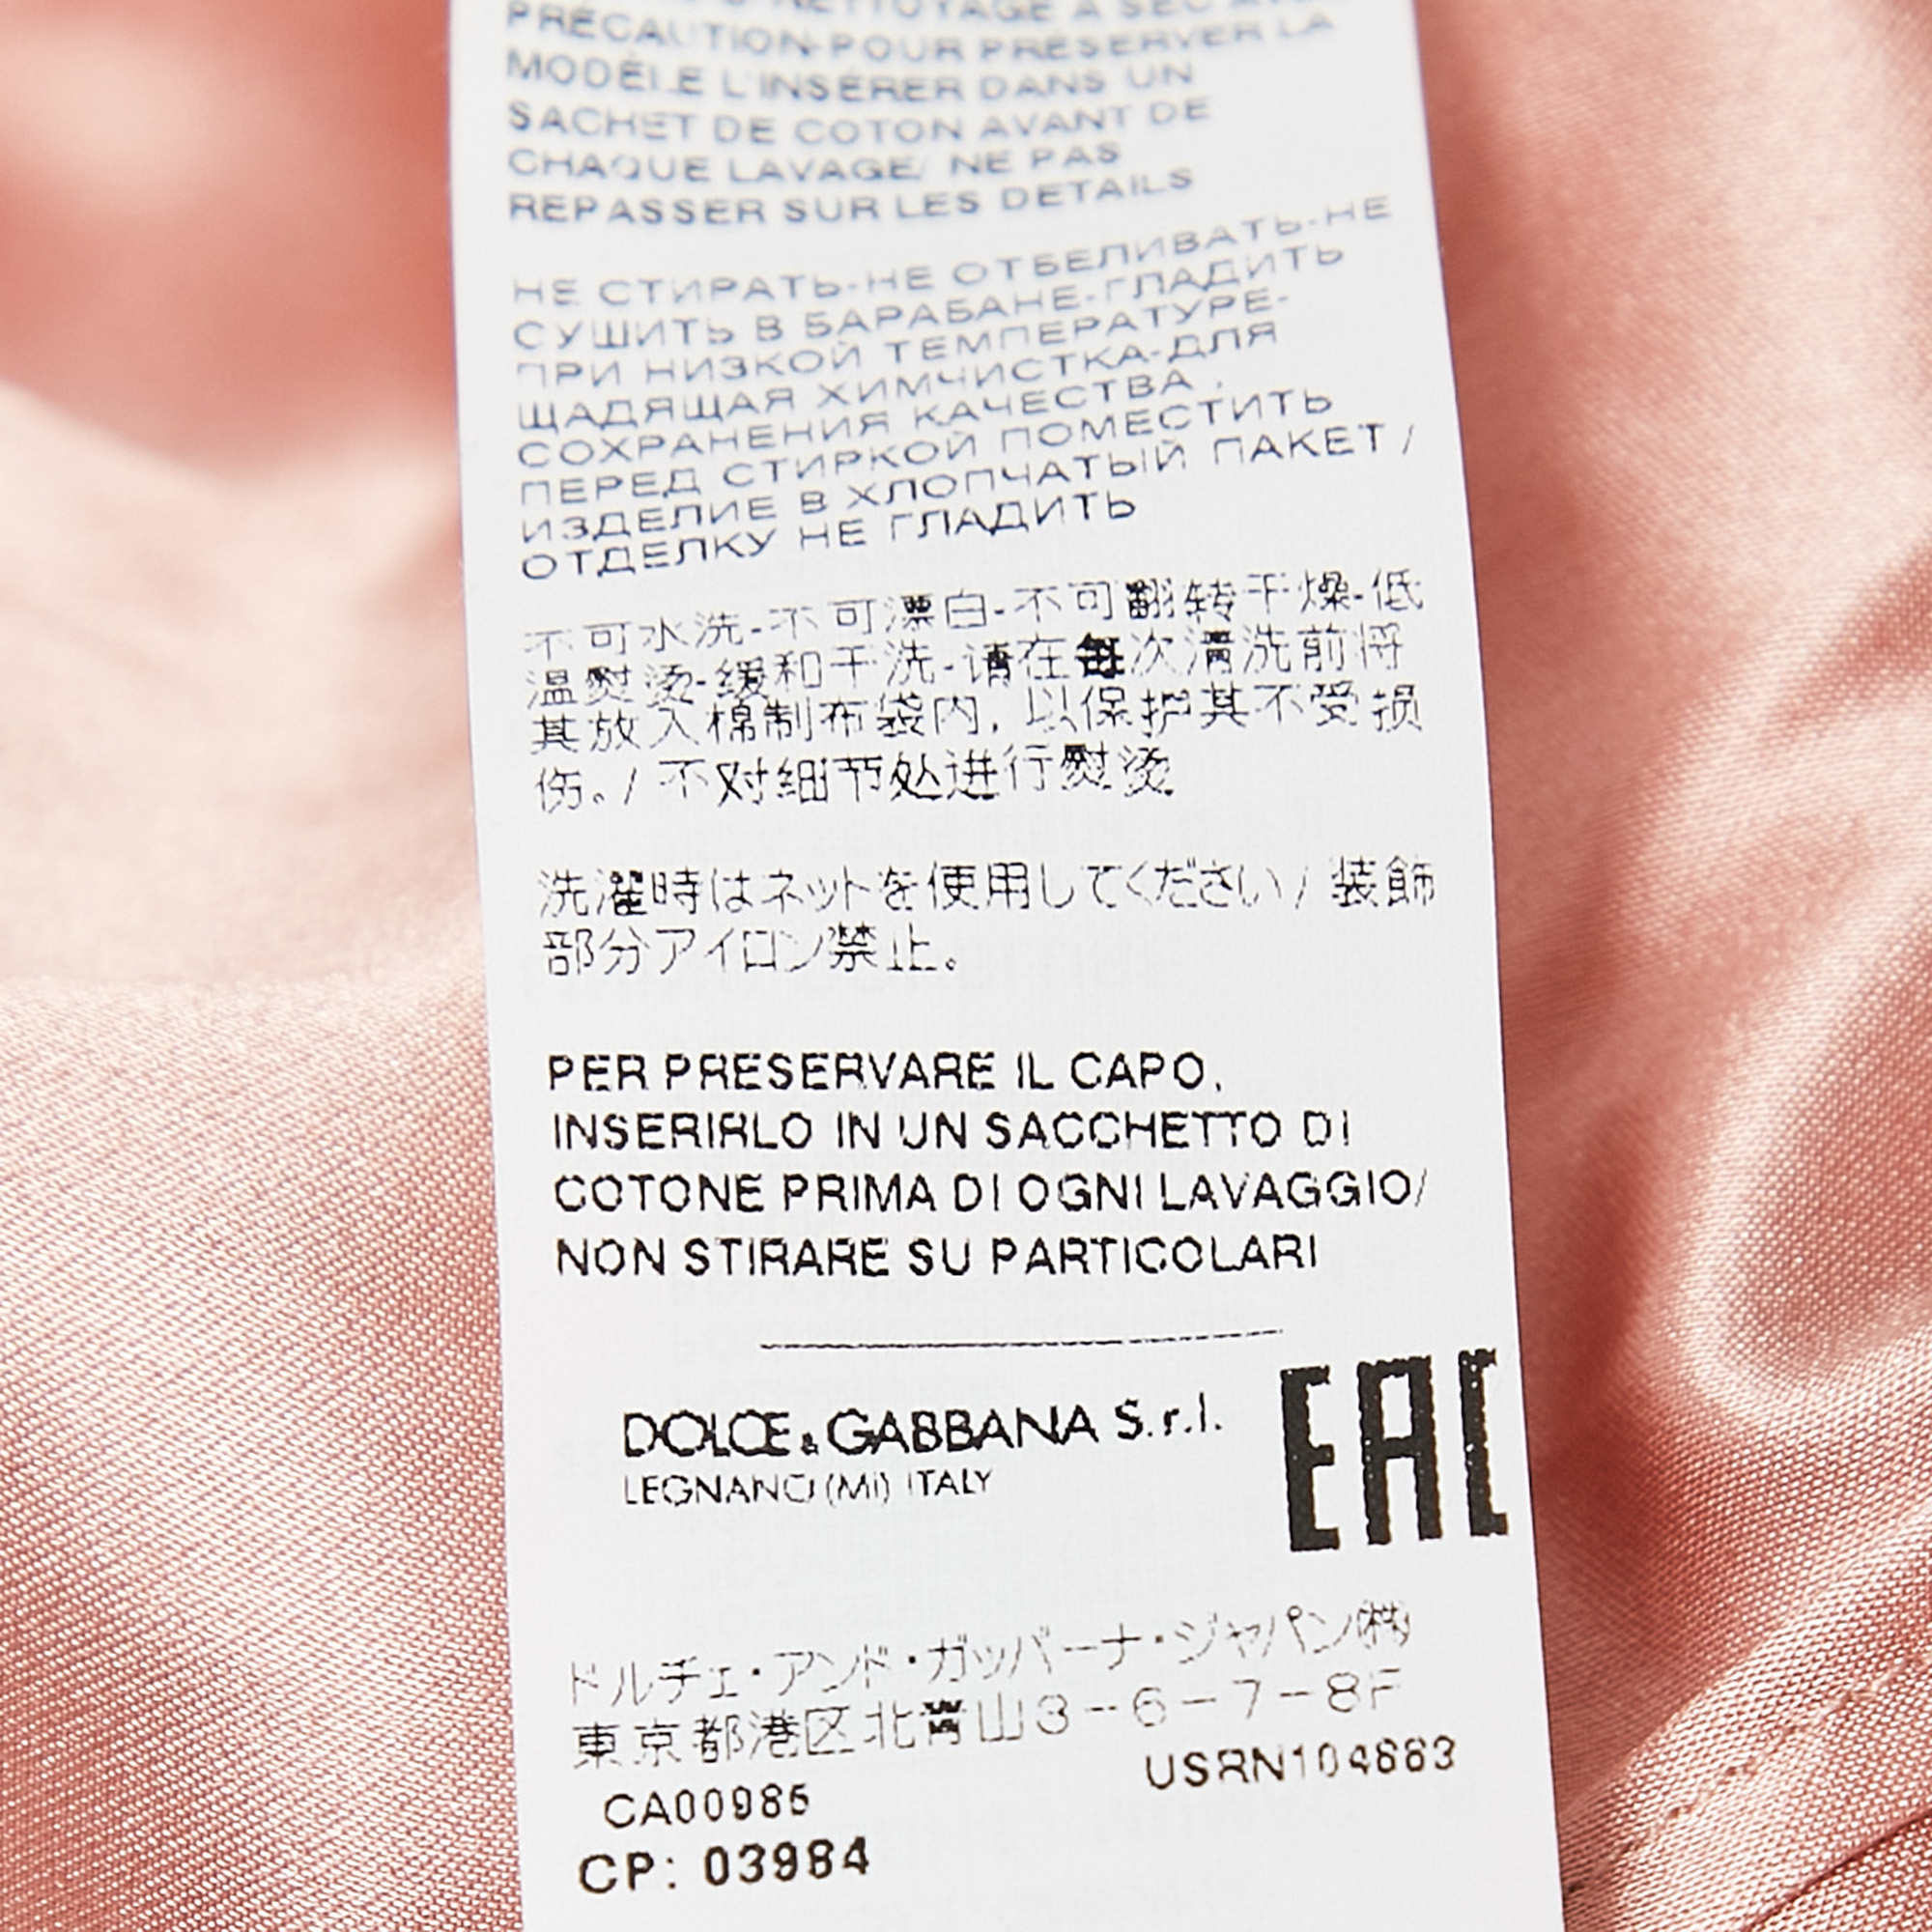 NETTOYAGE À SEC
PRÉCAUTION-POUR PRÉSERVER LA
MODÈLE L'INSÉRER DANS UN
SACHET DE COTON AVANT DE
CHAQUE LAVAGE/ NE PAS
REPASSER SUR LES DETAILS
НЕ СТИРАТЬ-НЕ ОТБЕЛИВАТЬ-НЕ
СУШИТЬ В БАРАБАНЕ-ГЛАДИТЬ
ПРИ НИЗКОЙ ТЕМПЕРАТУРЕ-
ЩАДЯЩАЯ ХИМЧИСТКА-ДЛЯ
СОХРАНЕНИЯ КАЧЕСТВА ,
ПЕРЕД СТИРКОЙ ПОМЕСТИТЬ
ИЗДЕЛИЕ В ХЛОПЧАТЫЙ ПАКЕТ /
ОТДЕЛКУ НЕ ГЛАДИТЬ
不可水洗-不可漂白-不可翻转干燥-低
温熨烫-缓和干洗-请在每次清洗前将
其放入棉制布袋内, 以保护其不受损
伤。/ 不对细节处进行熨烫
洗濯時はネットを使用してください/ 装飾
部分アイロン禁止。
PER PRESERVARE IL CAPO,
INSERIRLO IN UN SACCHETTO DI
COTONE PRIMA DI OGNI LAVAGGIO/
NON STIRARE SU PARTICOLARI
DOLCE & GABBANA S.r.l.
LEGNANO (MI) ITALY
EAC
ドルチェ・アンド・ガッバーナ・ジャパン(株)
東京都港区北青山3-6-7-8F
CA00985
USRN104663
CP: 03984